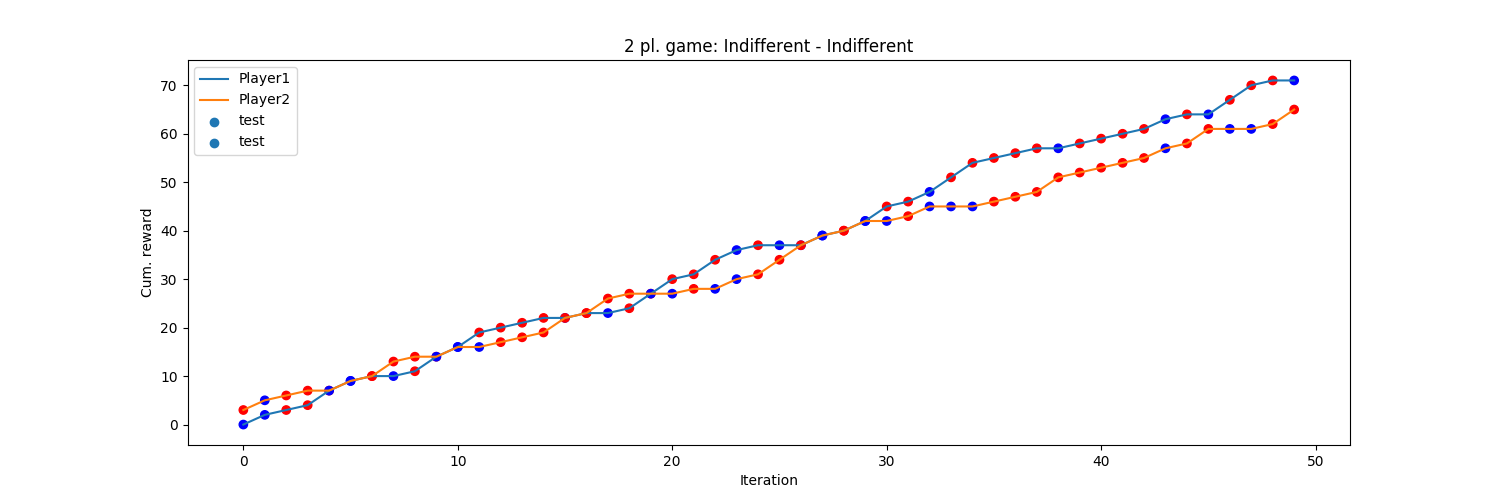 2 pl. game: Indifferent - Indifferent
Player1
Player2
test
test
70
60
50
40
30
20
10
0
Cum. reward
0 10 20 30 40 50
Iteration